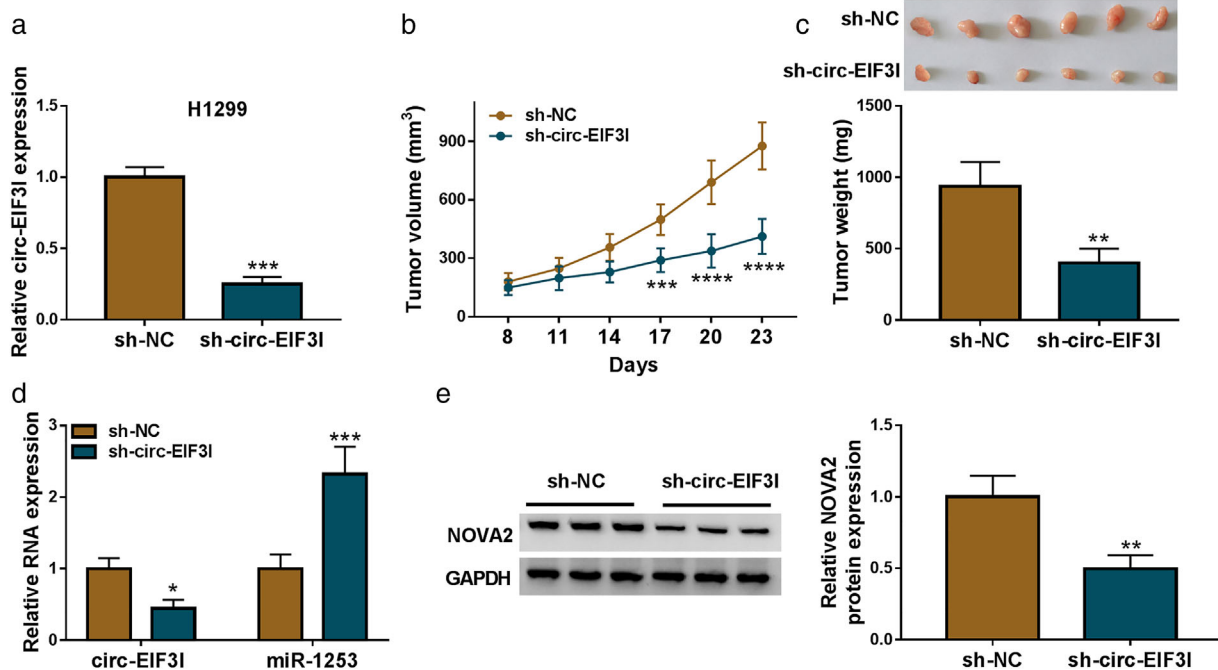 a
H1299
Relative circ-EIF3I expression
1.5
1.0
0.5
0.0
***
sh-NC
sh-circ-EIF3I
b
sh-NC
sh-circ-EIF3I
Tumor volume (mm³)
900
600
300
0
***
****
****
8
11
14
17
20
23
Days
c
sh-NC
sh-circ-EIF3I
Tumor weight (mg)
1500
1000
500
0
**
sh-NC
sh-circ-EIF3I
d
sh-NC
sh-circ-EIF3I
Relative RNA expression
3
2
1
0
*
***
circ-EIF3I
miR-1253
e
sh-NC
sh-circ-EIF3I
NOVA2
GAPDH
Relative NOVA2
protein expression
1.5
1.0
0.5
0.0
**
sh-NC
sh-circ-EIF3I